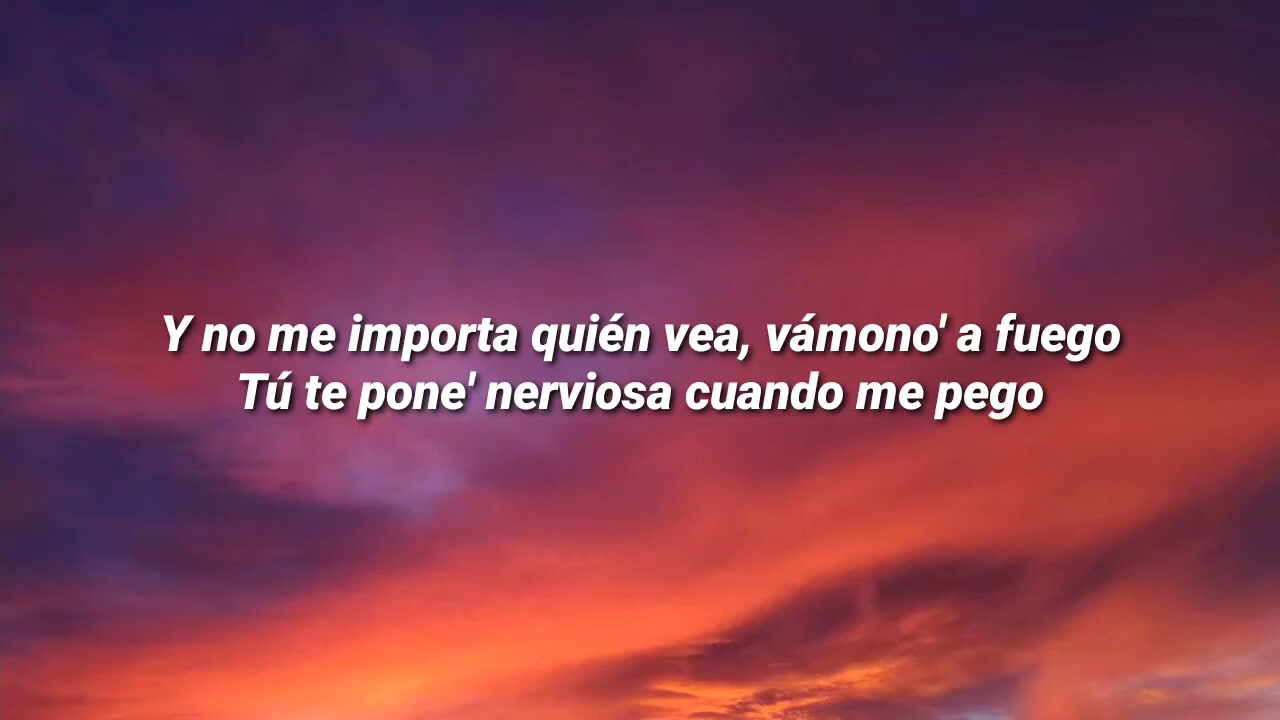 Y no me importa quién vea, vámono' a fuego
Tú te pone' nerviosa cuando me pego